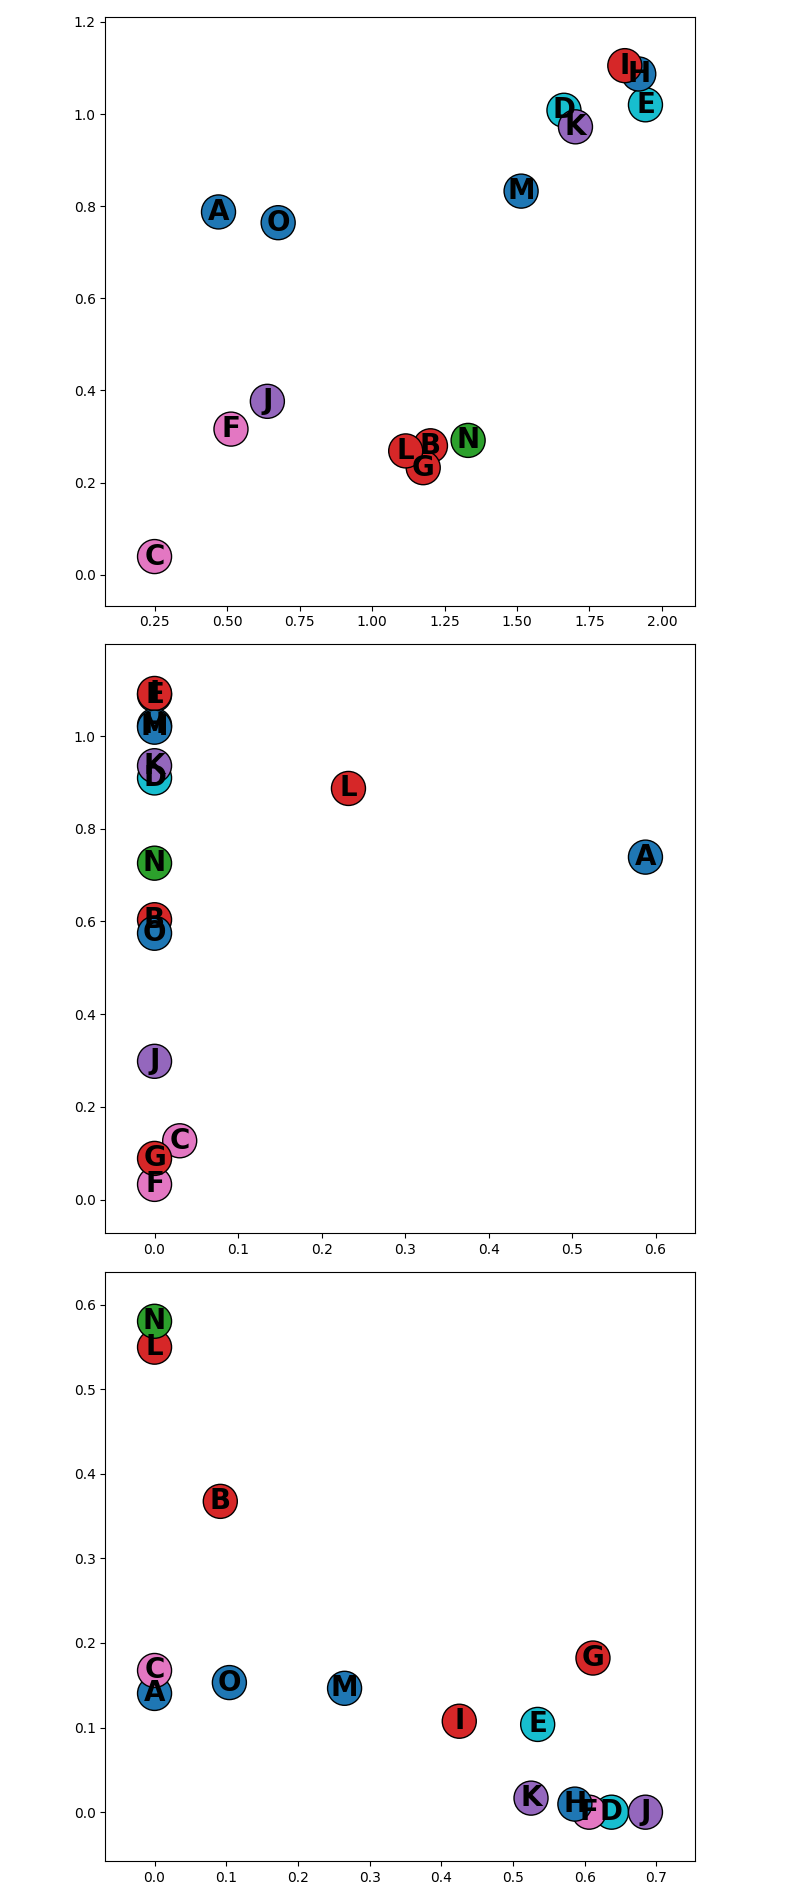 1.2
I H
1.0 D E
K
M
0.8 A O
0.6
0.4 J
F
L B N
G
0.2
C
0.0
0.25 0.50 0.75 1.00 1.25 1.50 1.75 2.00
E
1.0 M
K
D
0.8 L
N A
0.6 B
O
0.4
J
0.2
C
G
F
0.0
0.0 0.1 0.2 0.3 0.4 0.5 0.6
0.6 N
L
0.5
0.4
B
0.3
0.2 G
C
A O M
0.1 I E
K H
0.0 F D J
0.0 0.1 0.2 0.3 0.4 0.5 0.6 0.7